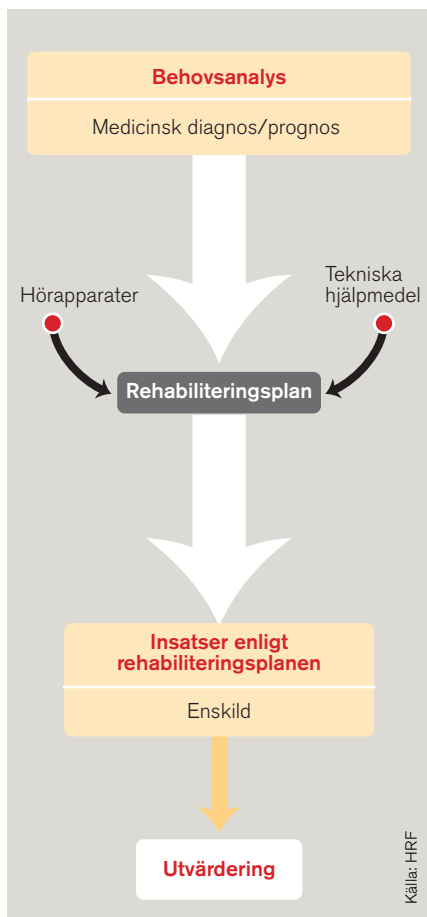 Behovsanalys
Medicinsk diagnos/prognos
Hörapparater
Tekniska
hjälpmedel
Rehabiliteringsplan
Insatser enligt
rehabiliteringsplanen
Enskild
Utvärdering
Källa: HRF